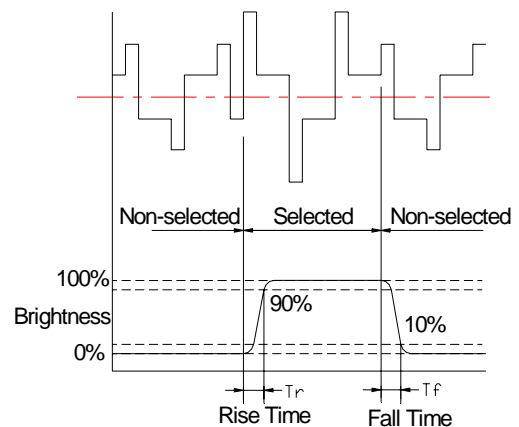 Non-selected Selected Non-selected
100%
90%
Brightness
10%
0%
Tr Tf
Rise Time Fall Time